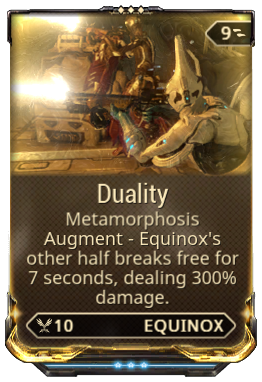 9
Duality
Metamorphosis
Augment - Equinox's
other half breaks free for
7 seconds, dealing 300%
damage.
10 EQUINOX